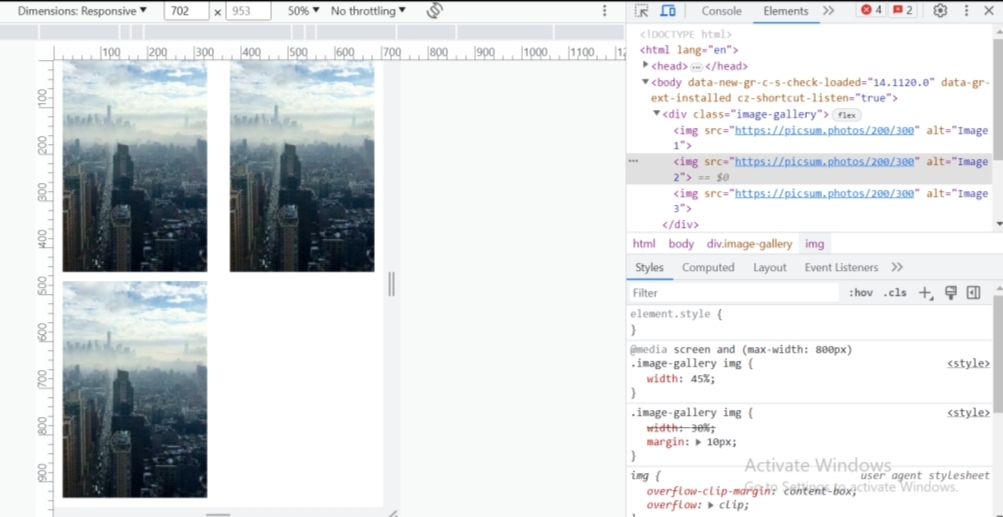 Dimensions: Responsive ▼ 702 x 953 50% ▼ No throttling ▼
Console Elements 4 2
100 200 300 400 500 600 700 800 900 1000 1100
100
200
300
400
500
600
700
800
900
<!DOCTYPE html>
<html lang="en">
▶<head> ⋯ </head>
▼<body data-new-gr-c-s-check-loaded="14.1120.0" data-gr-
ext-installed cz-shortcut-listen="true">
▼<div class="image-gallery"> flex
<img src="https://picsum.photos/200/300" alt="Image
1">
<img src="https://picsum.photos/200/300" alt="Image
2"> == $0
<img src="https://picsum.photos/200/300" alt="Image
3">
</div>
html body div.image-gallery img
Styles Computed Layout Event Listeners
Filter :hov .cls
element.style {
}
@media screen and (max-width: 800px)
.image-gallery img { <style>
width: 45%;
}
.image-gallery img { <style>
width: 30%;
margin: ▶ 10px;
}
img { user agent stylesheet
overflow-clip-margin: content-box;
overflow: ▶ clip;
Activate Windows
Go to Settings to activate Windows.